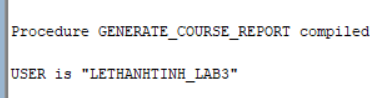 Procedure GENERATE_COURSE_REPORT compiled
USER is "LETHANHTINH_LAB3"